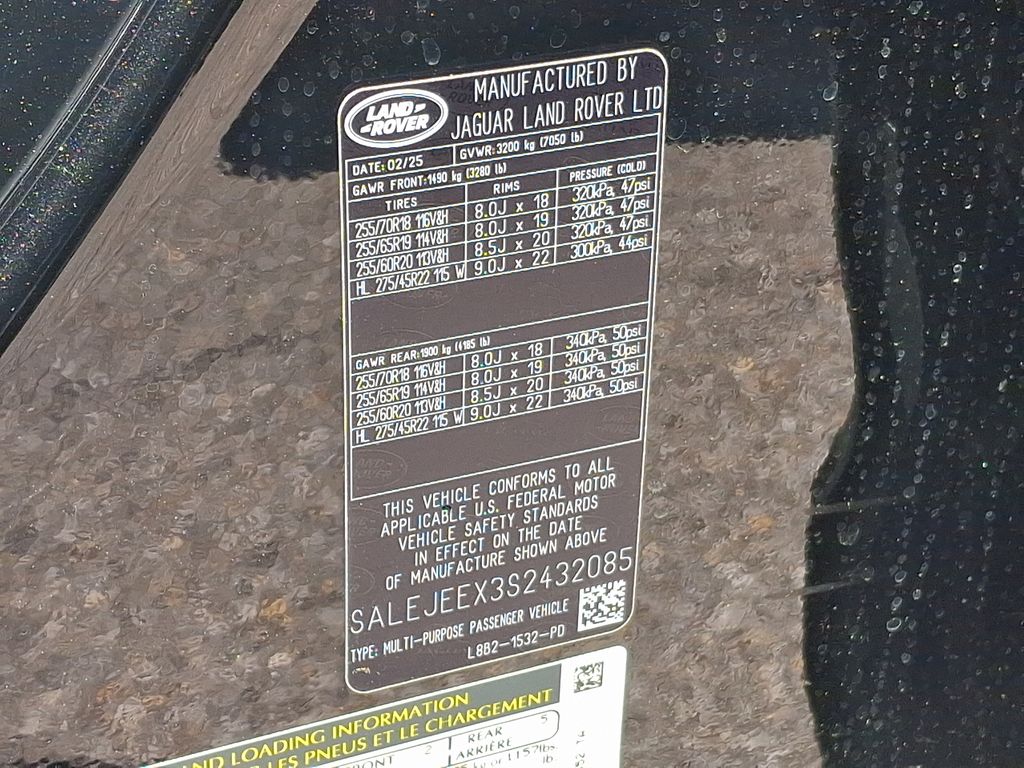 LAND ROVER
MANUFACTURED BY
JAGUAR LAND ROVER LTD
DATE: 02/25 GVWR: 3200 kg (7050 lb)
GAWR FRONT: 1490 kg (3280 lb)
TIRES RIMS PRESSURE (COLD)
255/70R18 116V&H 8.0J x 18 320kPa, 47psi
255/65R19 114V&H 8.0J x 19 320kPa, 47psi
255/60R20 113V&H 8.5J x 20 320kPa, 47psi
HL 275/45R22 115 W 9.0J x 22 300kPa, 44psi
GAWR REAR: 1900 kg (4185 lb)
255/70R18 116V&H 8.0J x 18 340kPa, 50psi
255/65R19 114V&H 8.0J x 19 340kPa, 50psi
255/60R20 113V&H 8.5J x 20 340kPa, 50psi
HL 275/45R22 115 W 9.0J x 22 340kPa, 50psi
THIS VEHICLE CONFORMS TO ALL
APPLICABLE U.S. FEDERAL MOTOR
VEHICLE SAFETY STANDARDS
IN EFFECT ON THE DATE
OF MANUFACTURE SHOWN ABOVE
SALEJEEX3S2432085
TYPE: MULTI-PURPOSE PASSENGER VEHICLE
L8B2-1532-PD
AND LOADING INFORMATION
LES PNEUS ET LE CHARGEMENT
2 REAR 5
ARRIÈRE
kg or 1157lbs.
lb.